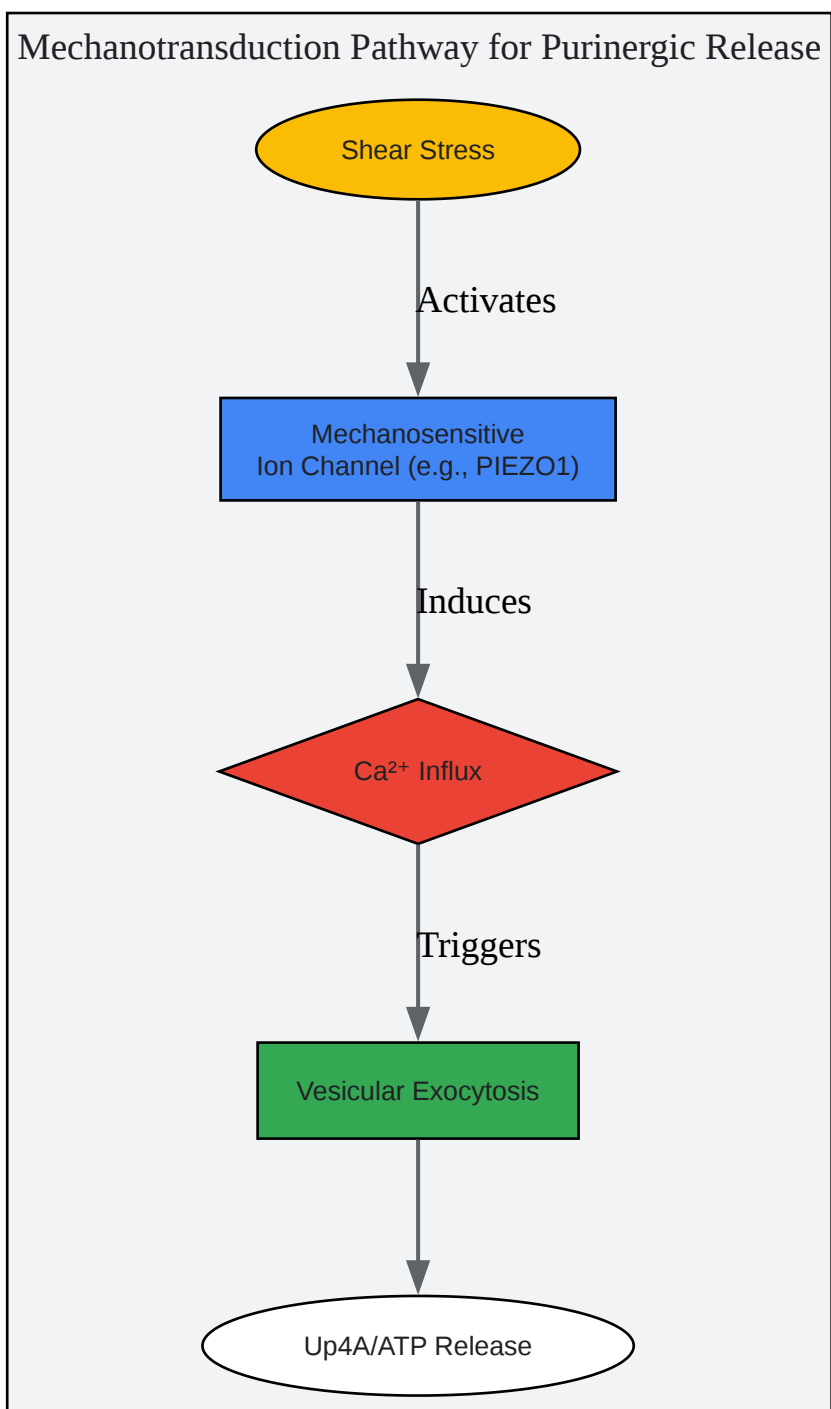 Mechanotransduction Pathway for Purinergic Release
Shear Stress
Activates
Mechanosensitive
Ion Channel (e.g., PIEZO1)
Induces
Ca²⁺ Influx
Triggers
Vesicular Exocytosis
Up4A/ATP Release